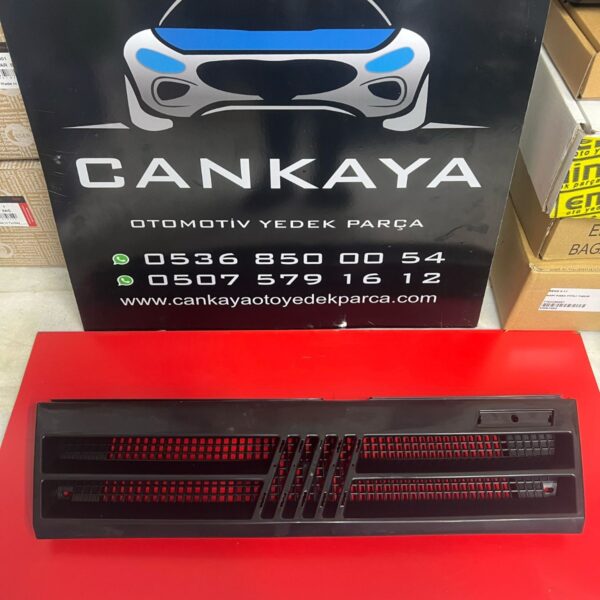 CANKAYA
OTOMOTİV YEDEK PARÇA
0536 850 00 54
0507 579 16 12
www.cankayaotoyedekparca.com